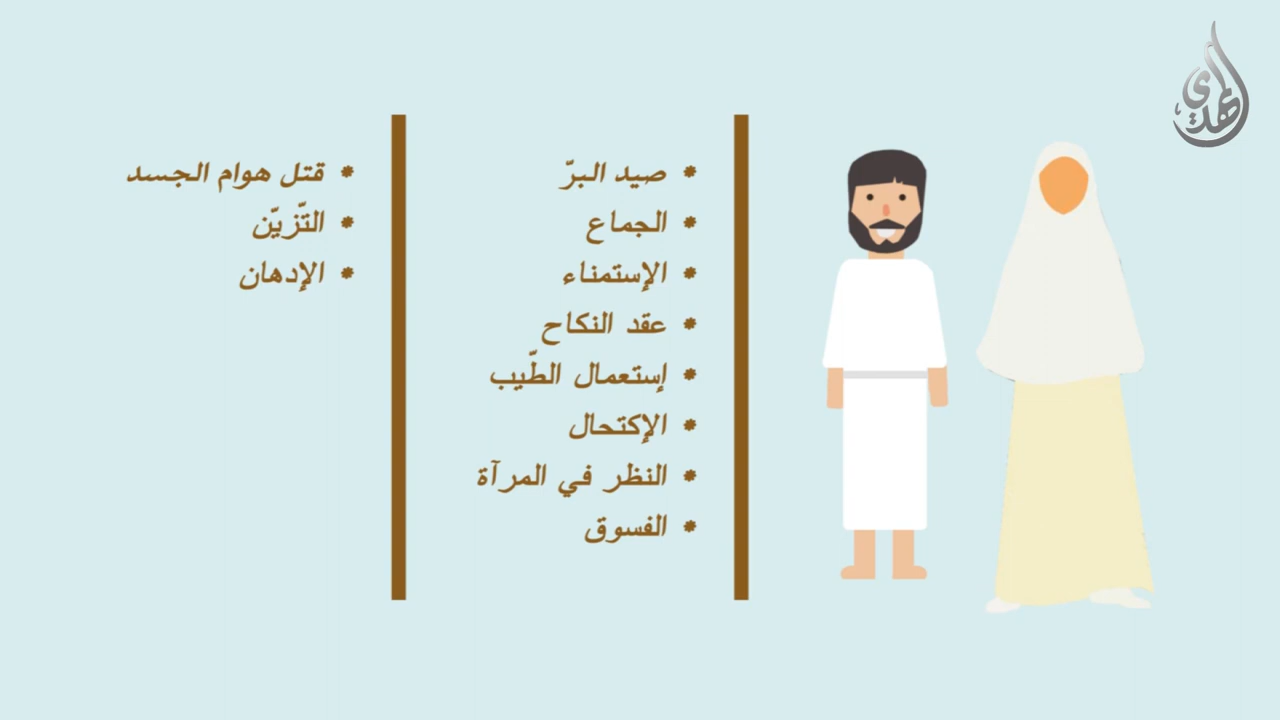 المهدي
صيد البرّ
الجماع
الإستمناء
عقد النكاح
إستعمال الطّيب
الإكتحال
النظر في المرآة
الفسوق
قتل هوام الجسد
التّزيّن
الإدهان